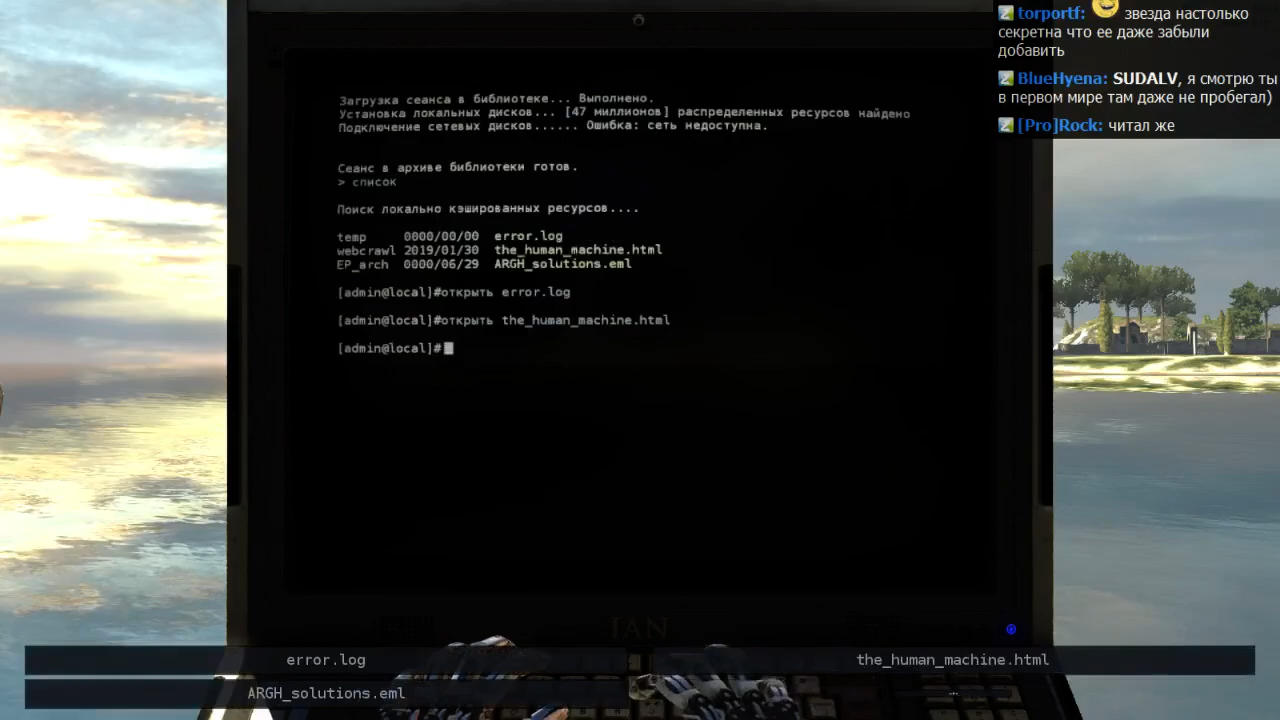 torportf: звезда настолько
секретна что ее даже забыли
добавить
BlueHyena: SUDALV, я смотрю ты
в первом мире там даже не пробегал)
[Pro]Rock: читал же
Загрузка сеанса в библиотеке... Выполнено.
Установка локальных дисков... [47 миллионов] распределенных ресурсов найдено
Подключение сетевых дисков...... Ошибка: сеть недоступна.
Сеанс в архиве библиотеки готов.
> список
Поиск локально кэшированных ресурсов....
temp 0000/00/00 error.log
webcrawl 2019/01/30 the_human_machine.html
EP_arch 0000/06/29 ARGH_solutions.eml
[admin@local]#открыть error.log
[admin@local]#открыть the_human_machine.html
[admin@local]#
IAN
error.log
the_human_machine.html
ARGH_solutions.eml
...